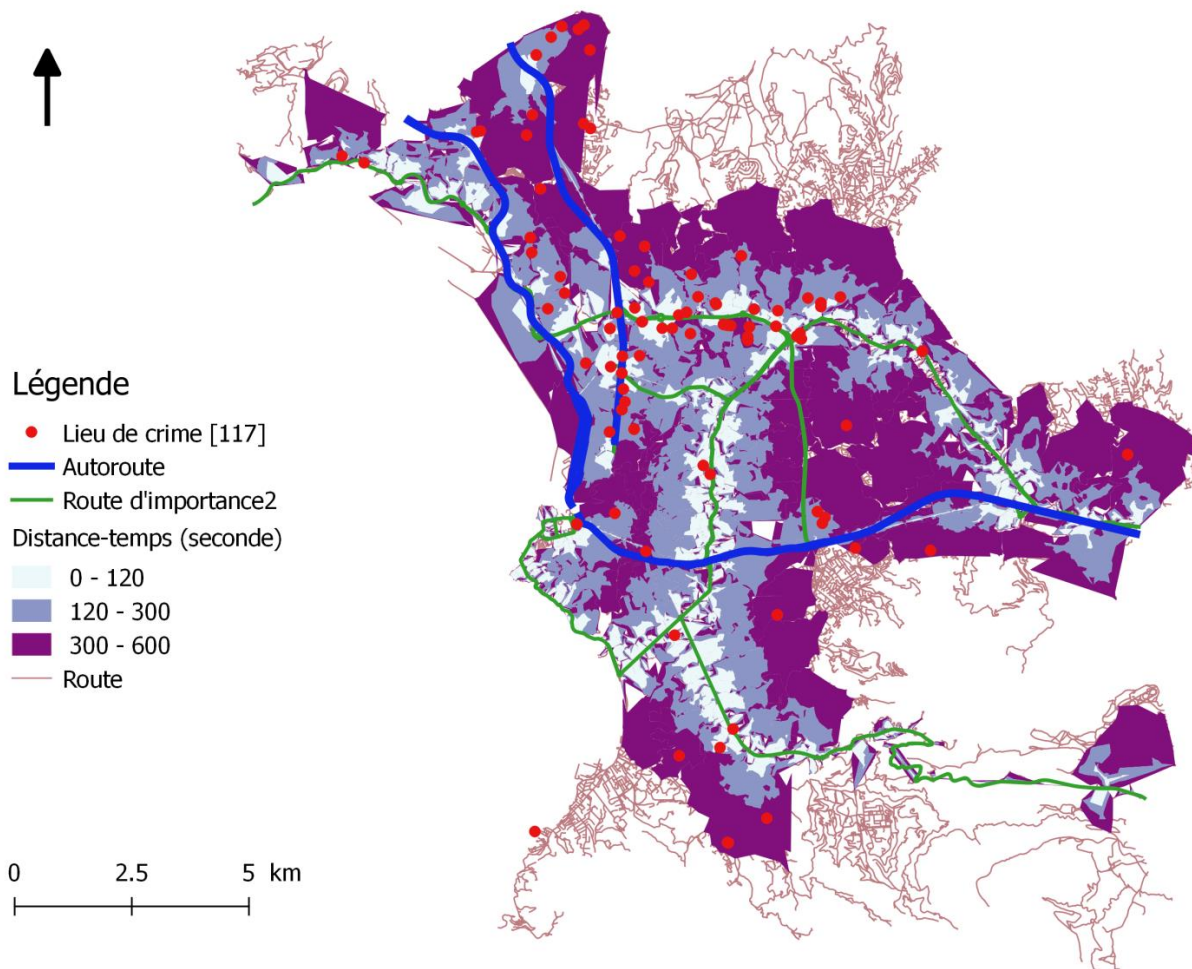 Légende
Lieu de crime [117]
Autoroute
Route d'importance2
Distance-temps (seconde)
0 - 120
120 - 300
300 - 600
Route
0 2.5 5 km